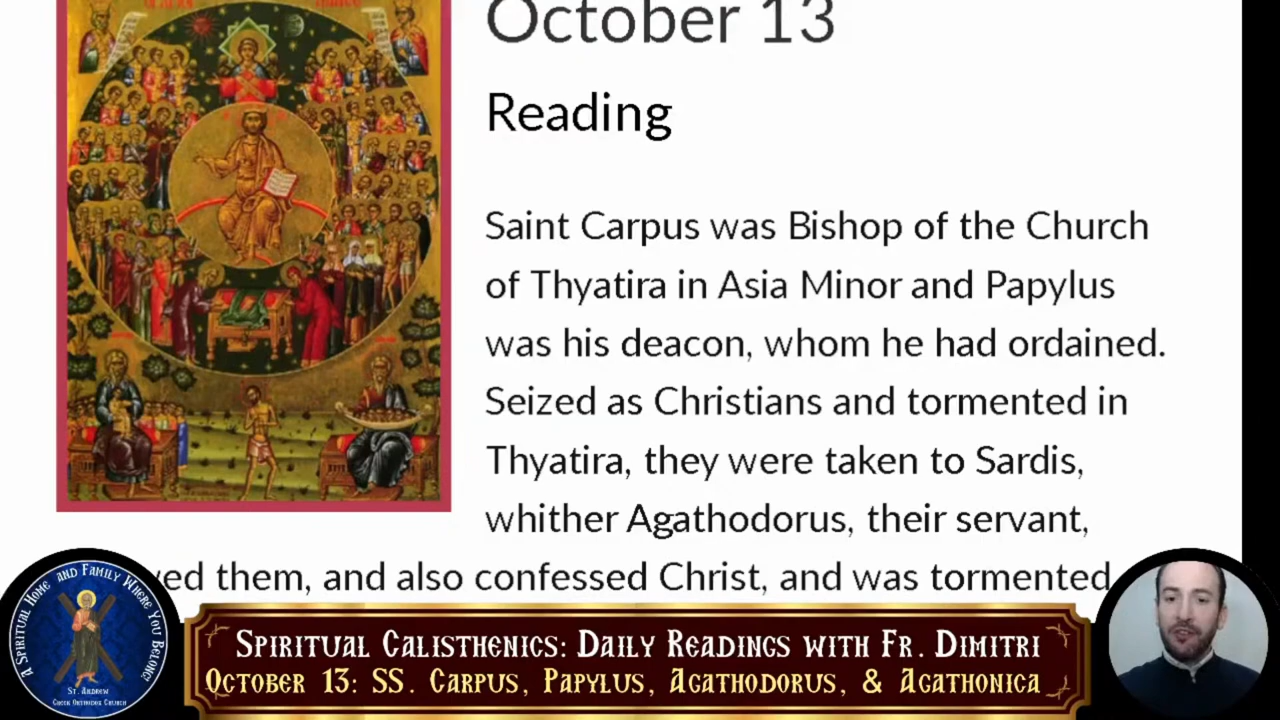 October 13
Reading
Saint Carpus was Bishop of the Church
of Thyatira in Asia Minor and Papylus
was his deacon, whom he had ordained.
Seized as Christians and tormented in
Thyatira, they were taken to Sardis,
whither Agathodorus, their servant,
them, and also confessed Christ, and was tormented
A Spiritual Home and Family Where You Belong!
St. Andrew
Greek Orthodox Church
Spiritual Calisthenics: Daily Readings with Fr. Dimitri
October 13: SS. Carpus, Papylus, Agathodorus, & Agathonica